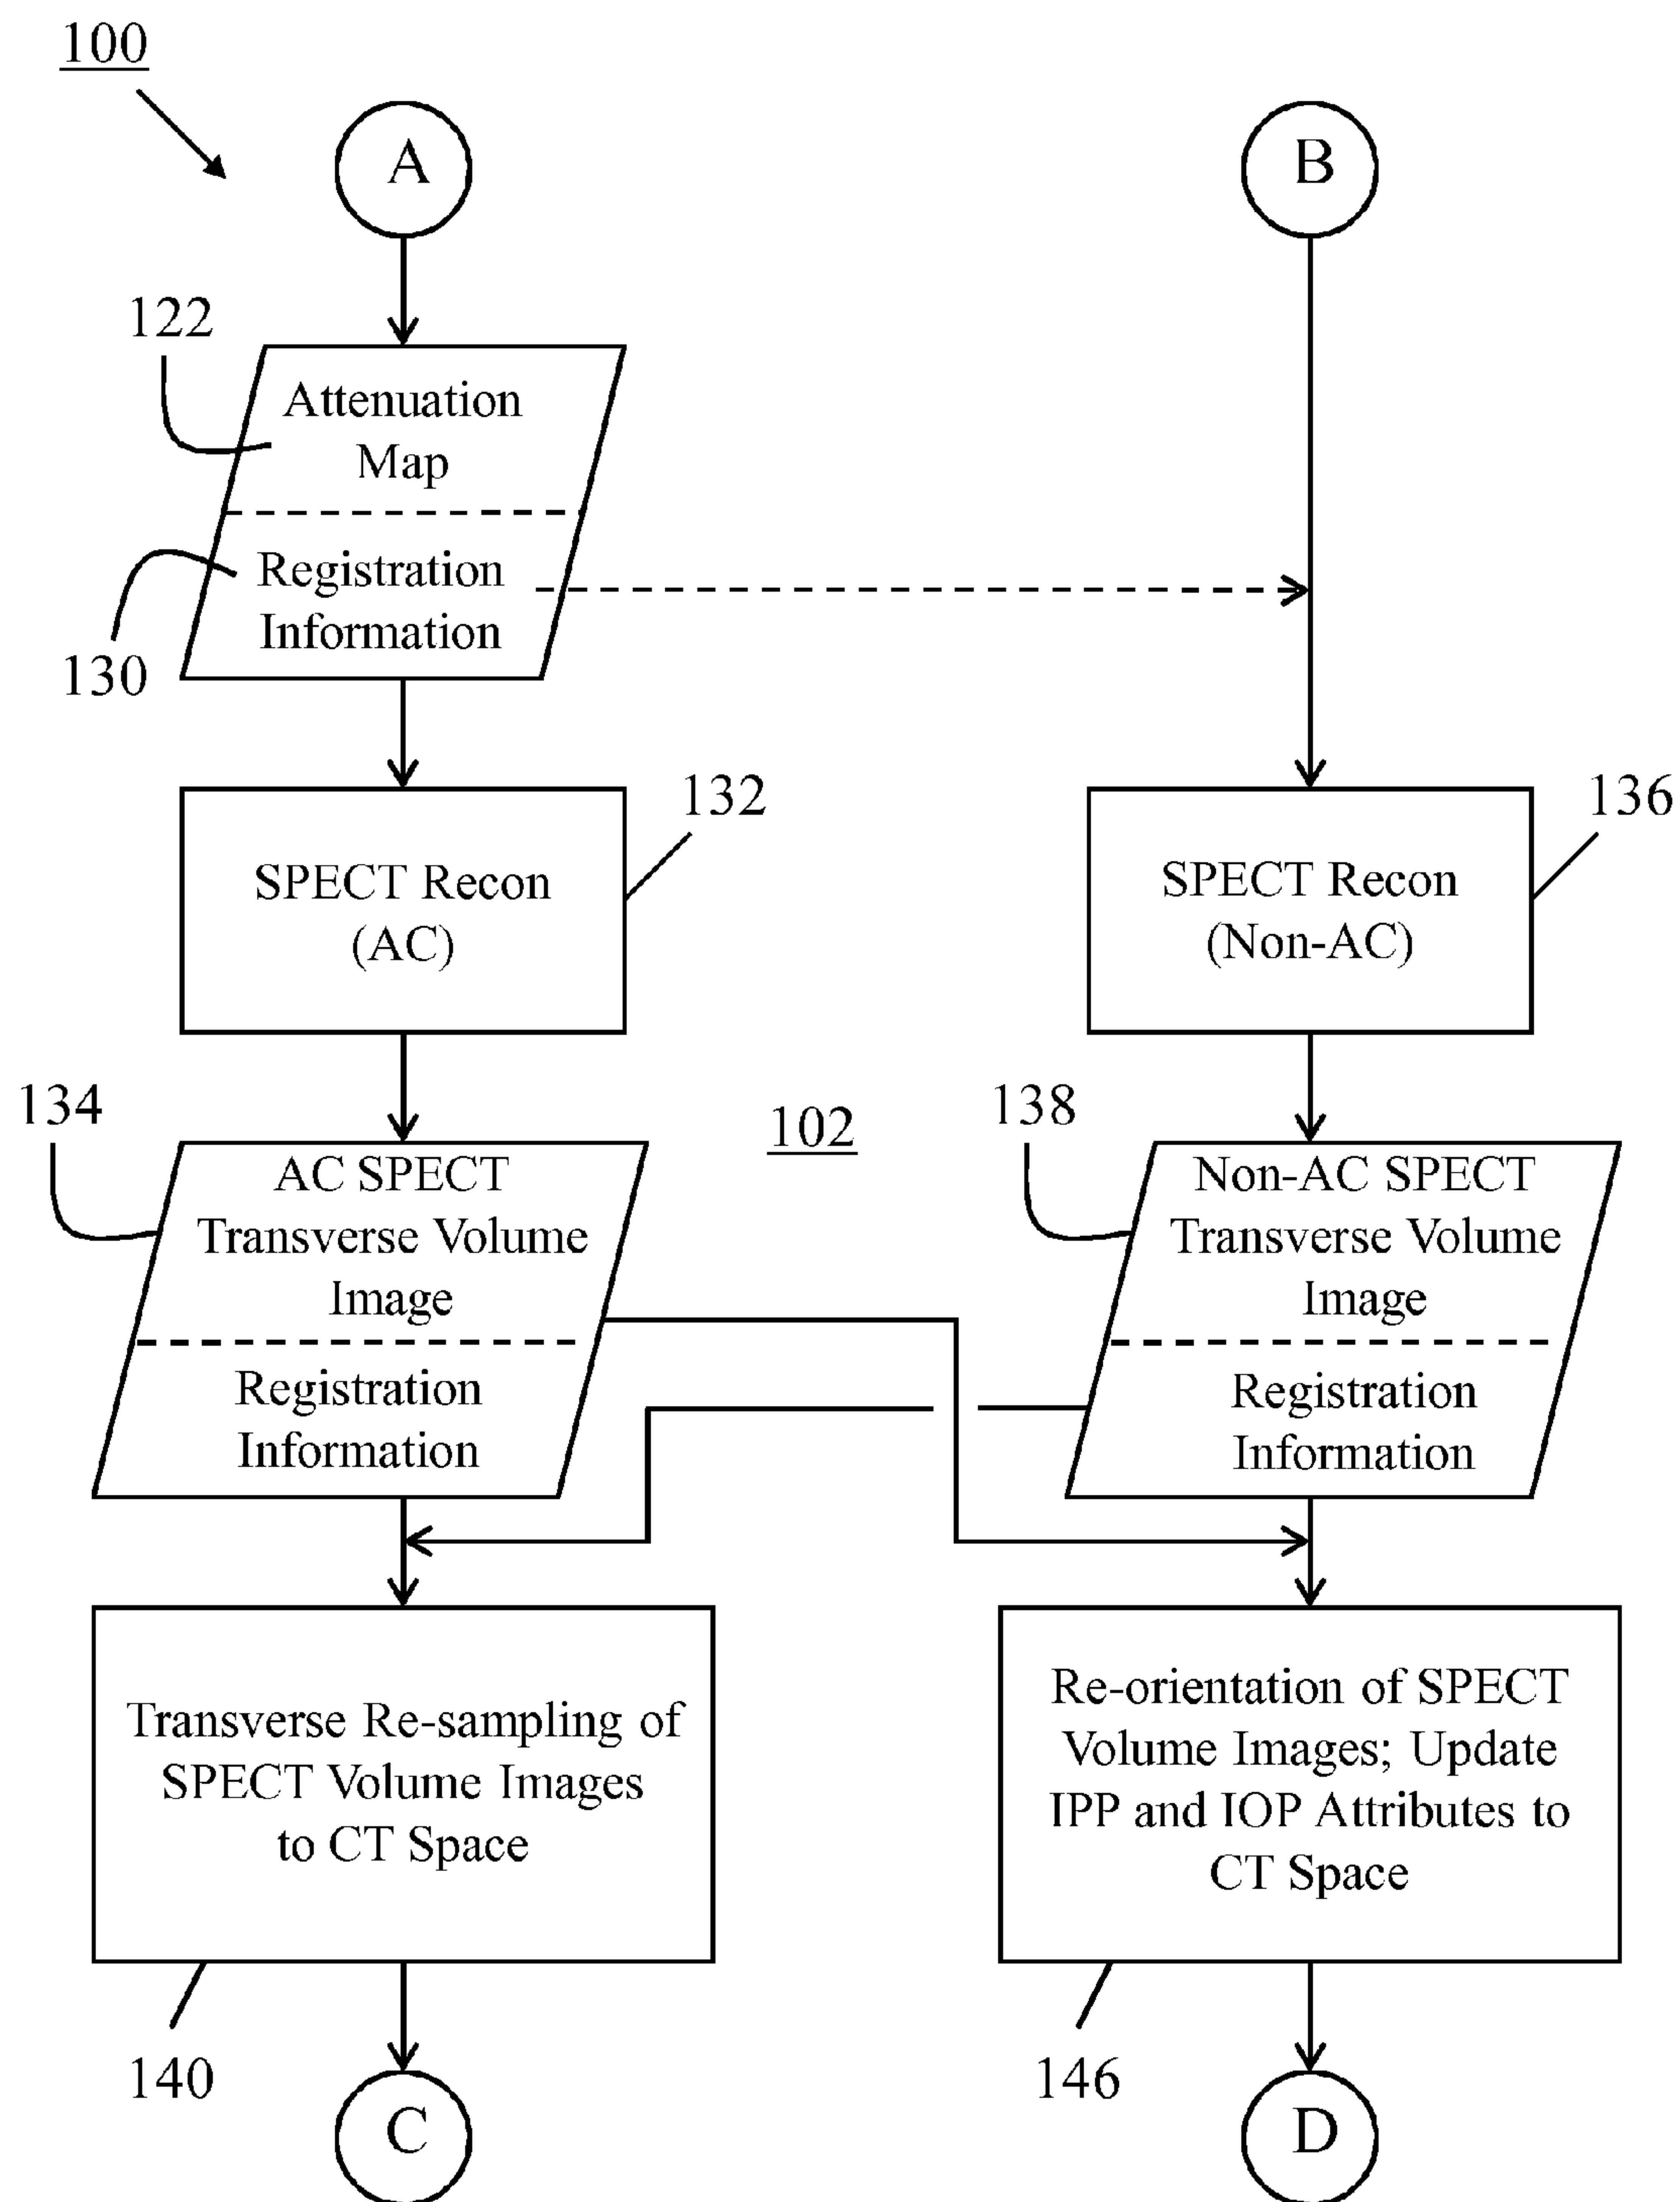 100
A
B
122
Attenuation
Map
Registration
Information
130
SPECT Recon
(AC)
132
SPECT Recon
(Non-AC)
136
134
AC SPECT
Transverse Volume
Image
Registration
Information
102
138
Non-AC SPECT
Transverse Volume
Image
Registration
Information
Transverse Re-sampling of
SPECT Volume Images
to CT Space
140
Re-orientation of SPECT
Volume Images; Update
IPP and IOP Attributes to
CT Space
146
C
D